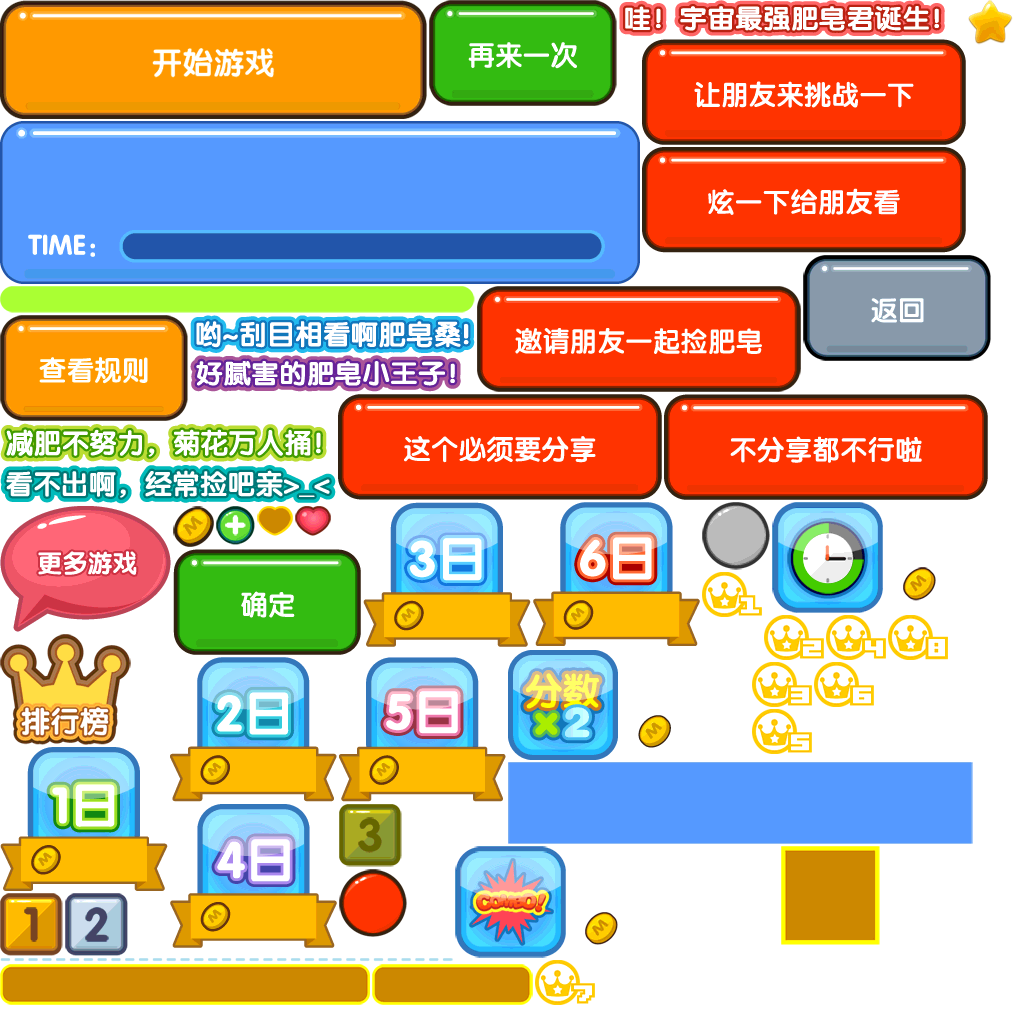 开始游戏
再来一次
哇！宇宙最强肥皂君诞生！
让朋友来挑战一下
炫一下给朋友看
TIME：
返回
邀请朋友一起捡肥皂
哟~刮目相看啊肥皂桑！
好腻害的肥皂小王子！
查看规则
减肥不努力，菊花万人捅！
看不出啊，经常捡吧亲>_<
这个必须要分享
不分享都不行啦
更多游戏
确定
3日
6日
1
2
4
8
3
6
5
排行榜
2日
5日
分数
×2
1日
4日
3
COMBO!
1
2
7